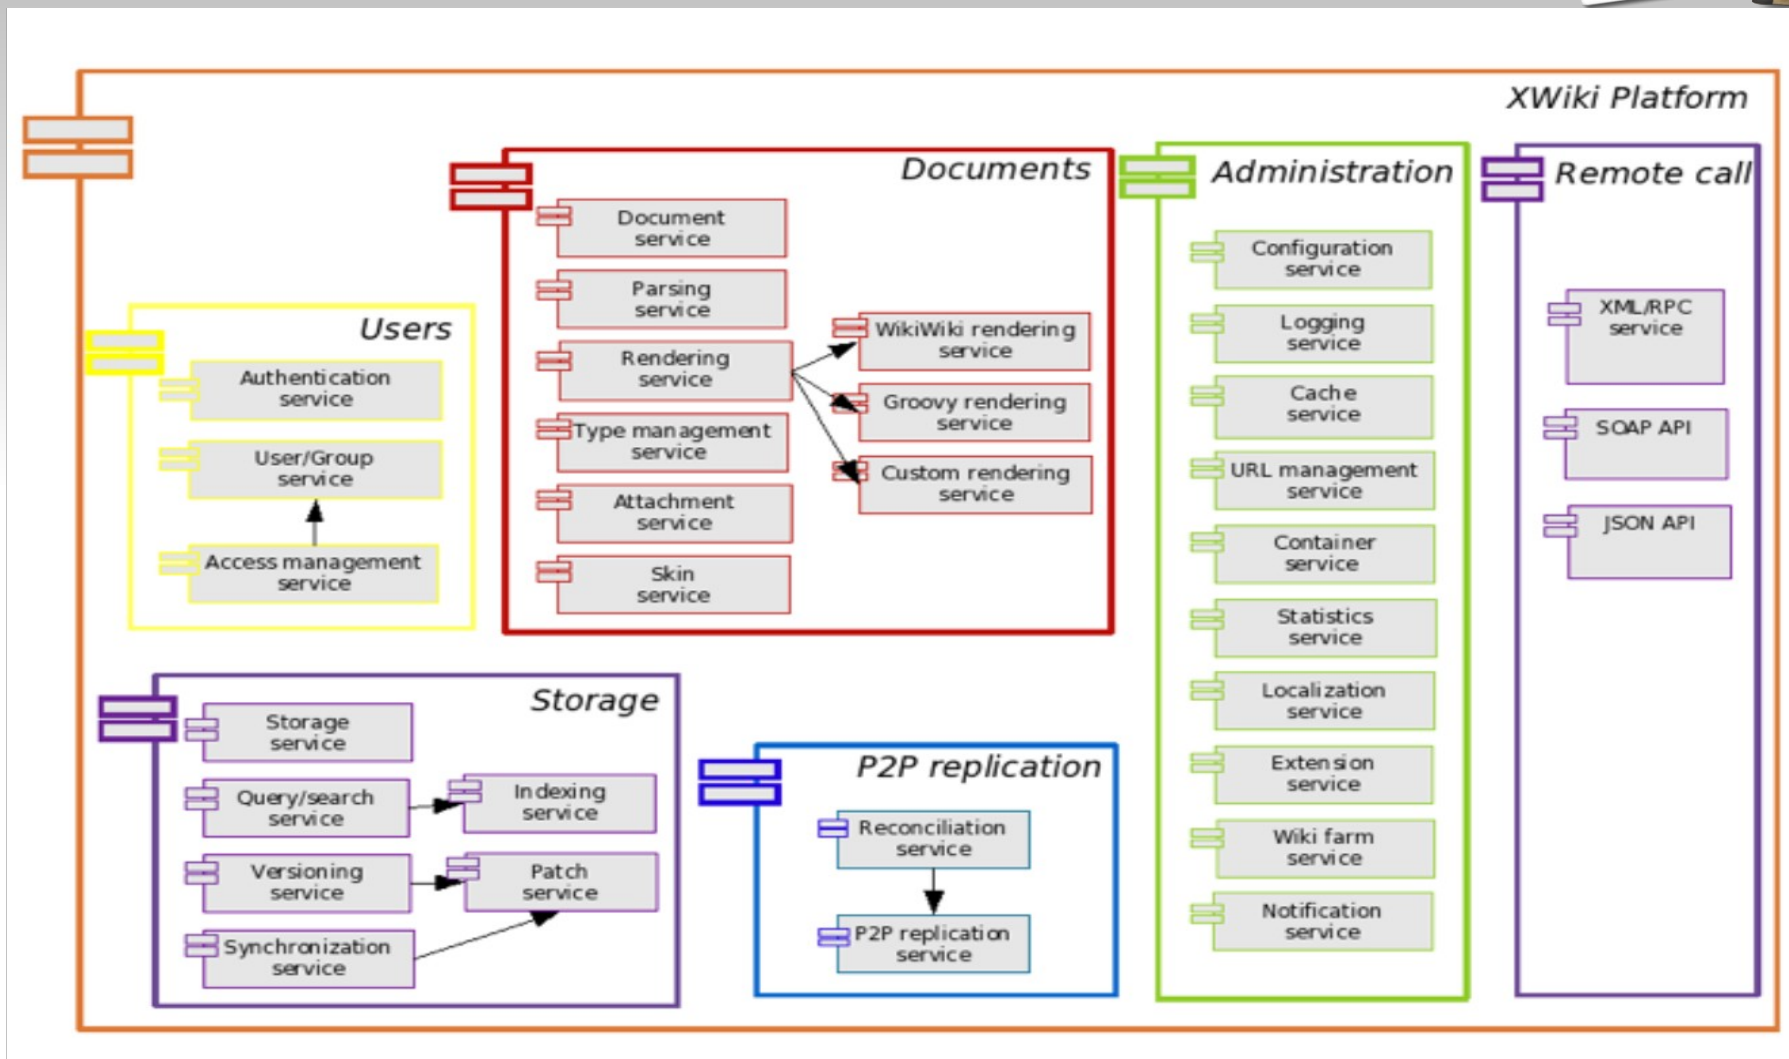 XWiki Platform
Documents
Document
service
Parsing
service
Rendering
service
Type management
service
Attachment
service
Skin
service
WikiWiki rendering
service
Groovy rendering
service
Custom rendering
service
Administration
Configuration
service
Logging
service
Cache
service
URL management
service
Container
service
Statistics
service
Localization
service
Extension
service
Wiki farm
service
Notification
service
Remote call
XML/RPC
service
SOAP API
JSON API
Users
Authentication
service
User/Group
service
Access management
service
Storage
Storage
service
Query/search
service
Versioning
service
Synchronization
service
Indexing
service
Patch
service
P2P replication
Reconciliation
service
P2P replication
service